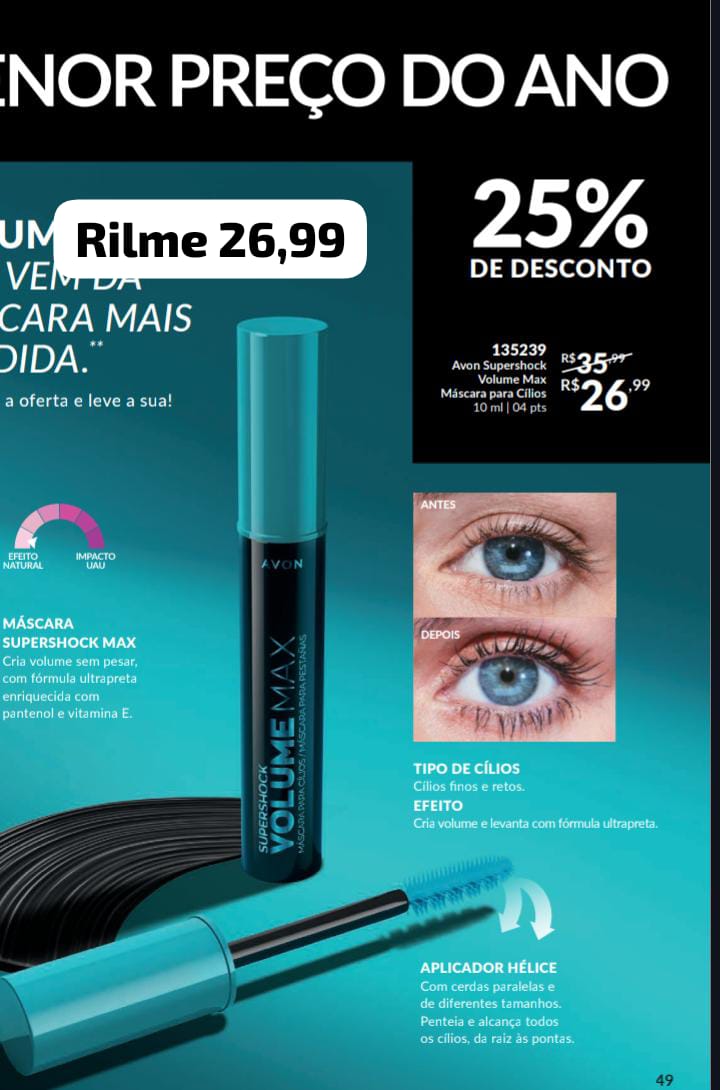 ENOR PREÇO DO ANO
25%
DE DESCONTO
UM
Rilme 26,99
VEM DA
CARA MAIS
DIDA.**
a oferta e leve a sua!
135239
Avon Supershock
Volume Max
Máscara para Cílios
10 ml | 04 pts
R$35,99
R$26,99
EFEITO
NATURAL
IMPACTO
UAU
MÁSCARA
SUPERSHOCK MAX
Cria volume sem pesar,
com fórmula ultrapreta
enriquecida com
pantenol e vitamina E.
AVON
SUPERSHOCK
VOLUME MAX
MÁSCARA PARA CÍLIOS / MÁSCARA PARA PESTAÑAS
ANTES
DEPOIS
TIPO DE CÍLIOS
Cílios finos e retos.
EFEITO
Cria volume e levanta com fórmula ultrapreta.
APLICADOR HÉLICE
Com cerdas paralelas e
de diferentes tamanhos.
Penteia e alcança todos
os cílios, da raiz às pontas.
49